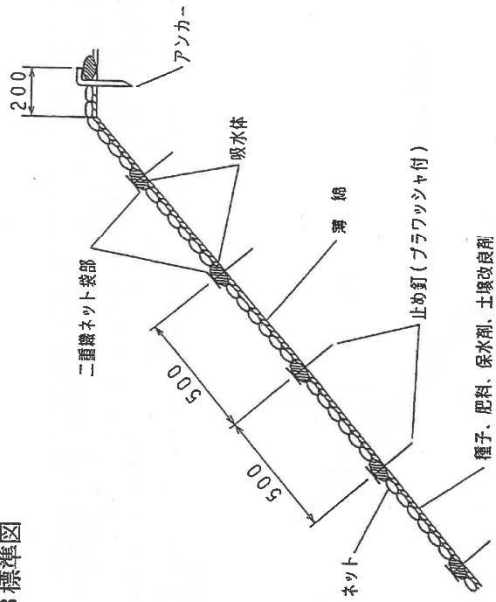 標準図
200
アンカー
吸水体
二重織ネット袋部
薄 綿
500
500
止め釘(プラワッシャ付)
ネット
種子、肥料、保水剤、土壌改良剤